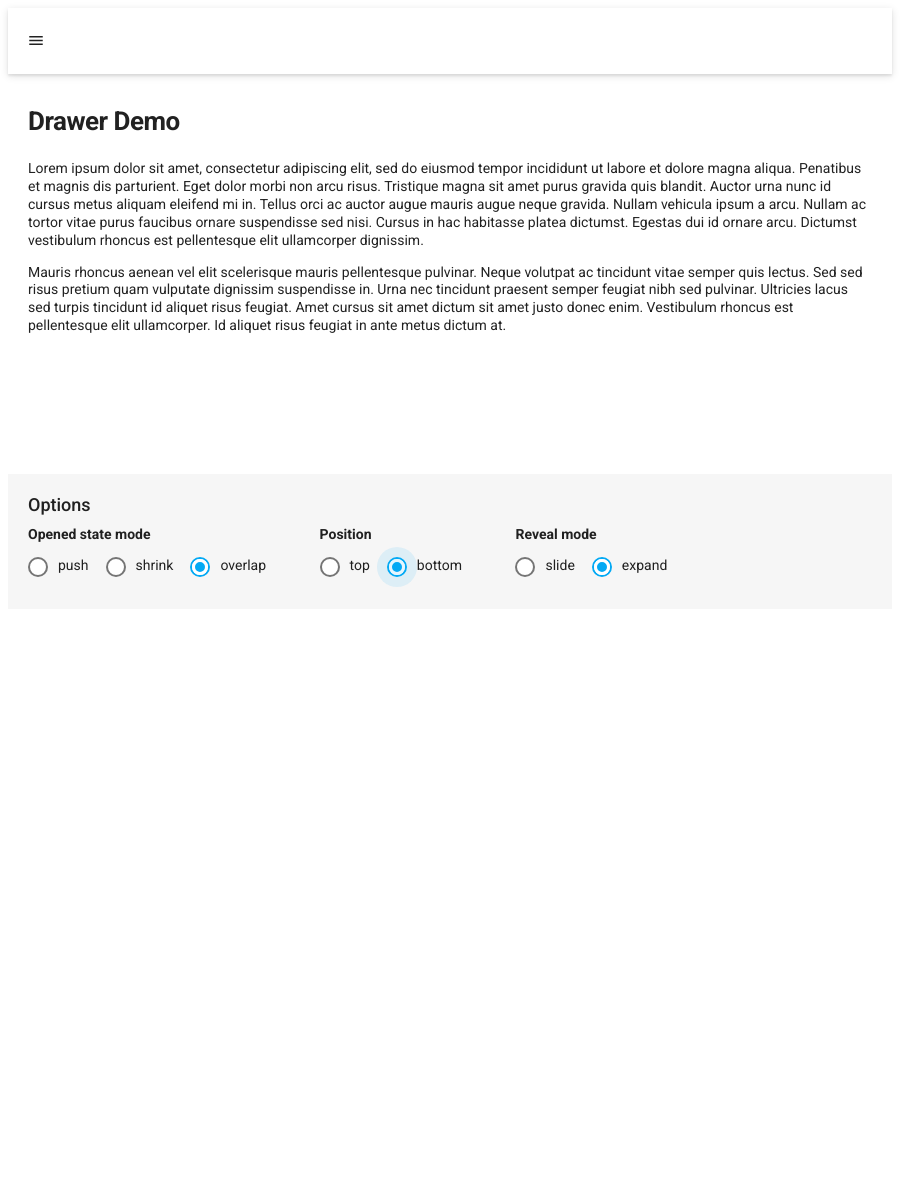 Drawer Demo
Lorem ipsum dolor sit amet, consectetur adipiscing elit, sed do eiusmod tempor incididunt ut labore et dolore magna aliqua. Penatibus
et magnis dis parturient. Eget dolor morbi non arcu risus. Tristique magna sit amet purus gravida quis blandit. Auctor urna nunc id
cursus metus aliquam eleifend mi in. Tellus orci ac auctor augue mauris augue neque gravida. Nullam vehicula ipsum a arcu. Nullam ac
tortor vitae purus faucibus ornare suspendisse sed nisi. Cursus in hac habitasse platea dictumst. Egestas dui id ornare arcu. Dictumst
vestibulum rhoncus est pellentesque elit ullamcorper dignissim.
Mauris rhoncus aenean vel elit scelerisque mauris pellentesque pulvinar. Neque volutpat ac tincidunt vitae semper quis lectus. Sed sed
risus pretium quam vulputate dignissim suspendisse in. Urna nec tincidunt praesent semper feugiat nibh sed pulvinar. Ultricies lacus
sed turpis tincidunt id aliquet risus feugiat. Amet cursus sit amet dictum sit amet justo donec enim. Vestibulum rhoncus est
pellentesque elit ullamcorper. Id aliquet risus feugiat in ante metus dictum at.
Options
Opened state mode Position Reveal mode
push shrink overlap top bottom slide expand